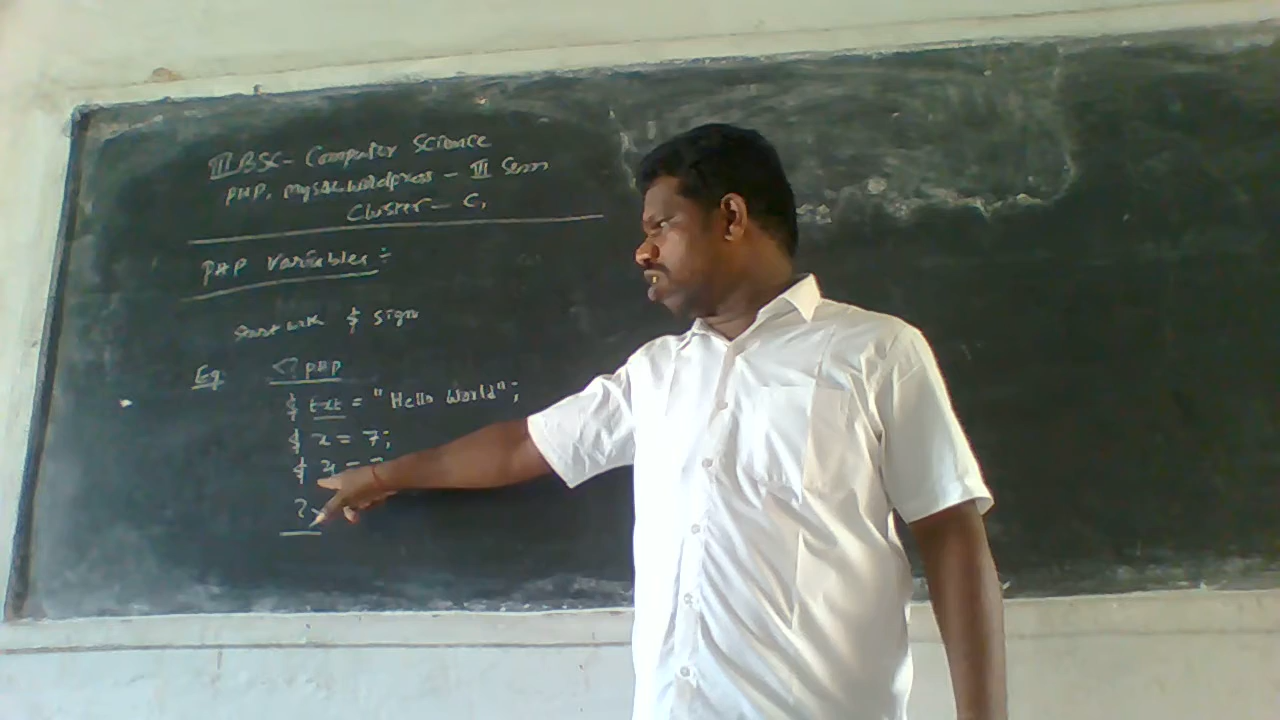 III BSC - Computer Science
PHP, MySQL, wordpress - VI Sem
Cluster - C,
PHP Variables :-
Start with $ sign
Eg <? PHP
$ txt = "Hello World";
$ x = 7;
$ y =
?>